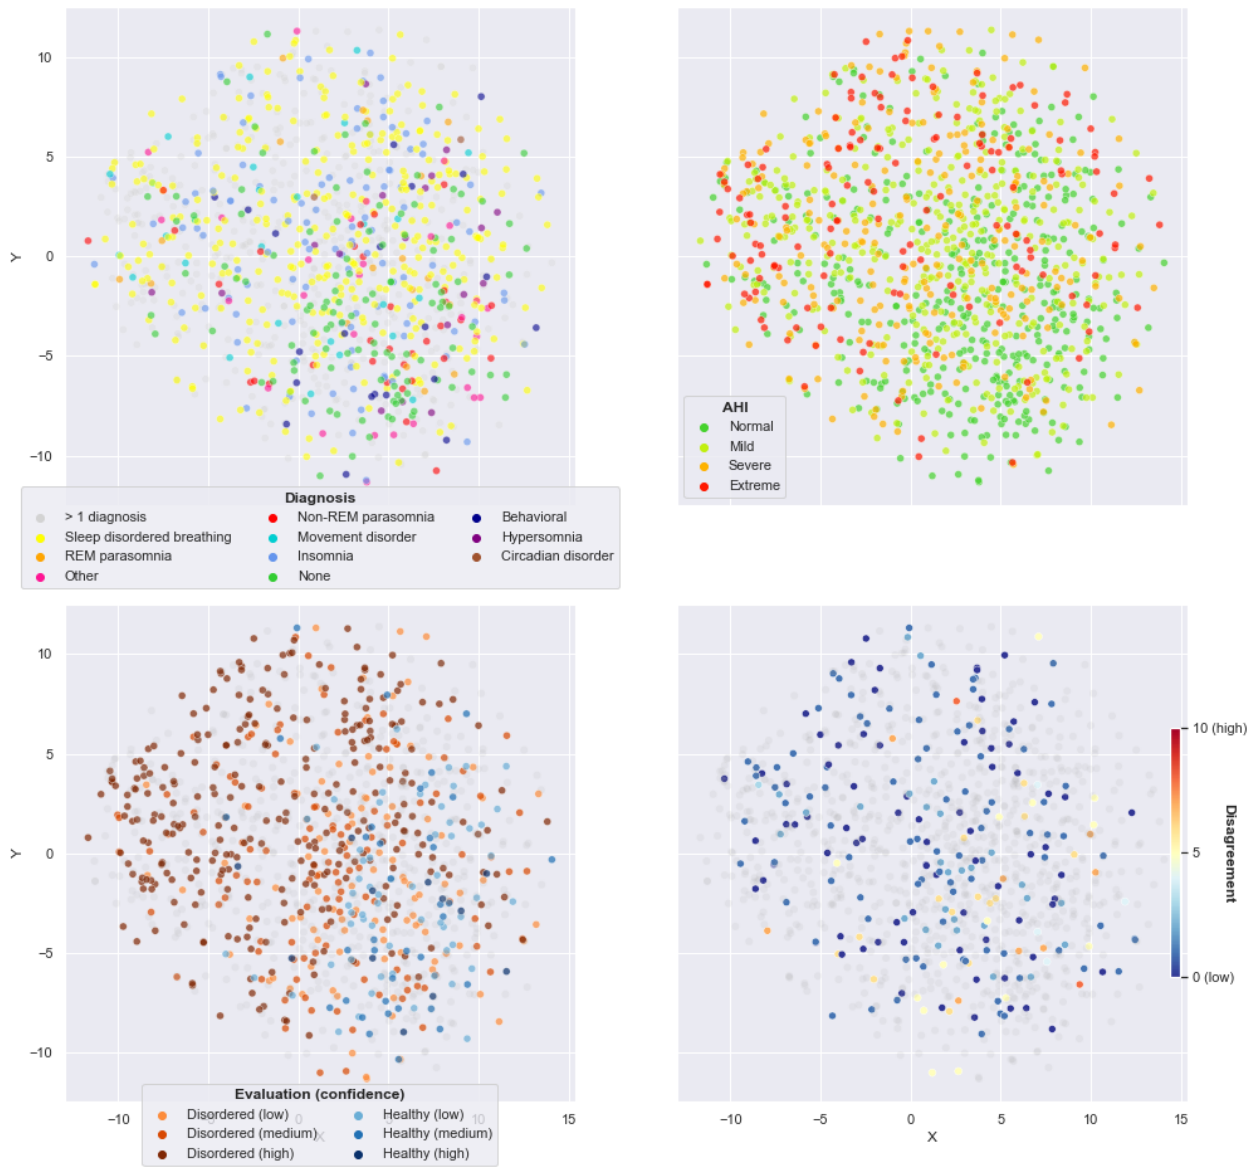 10
5
0
−5
−10
Y
AHI
Normal
Mild
Severe
Extreme
Diagnosis
> 1 diagnosis
Sleep disordered breathing
REM parasomnia
Other
Non-REM parasomnia
Movement disorder
Insomnia
None
Behavioral
Hypersomnia
Circadian disorder
10
5
0
−5
−10
Y
−10
−5
0
5
10
15
X
Evaluation (confidence)
Disordered (low)
Disordered (medium)
Disordered (high)
Healthy (low)
Healthy (medium)
Healthy (high)
10 (high)
5
0 (low)
Disagreement
−10
−5
0
5
10
15
X